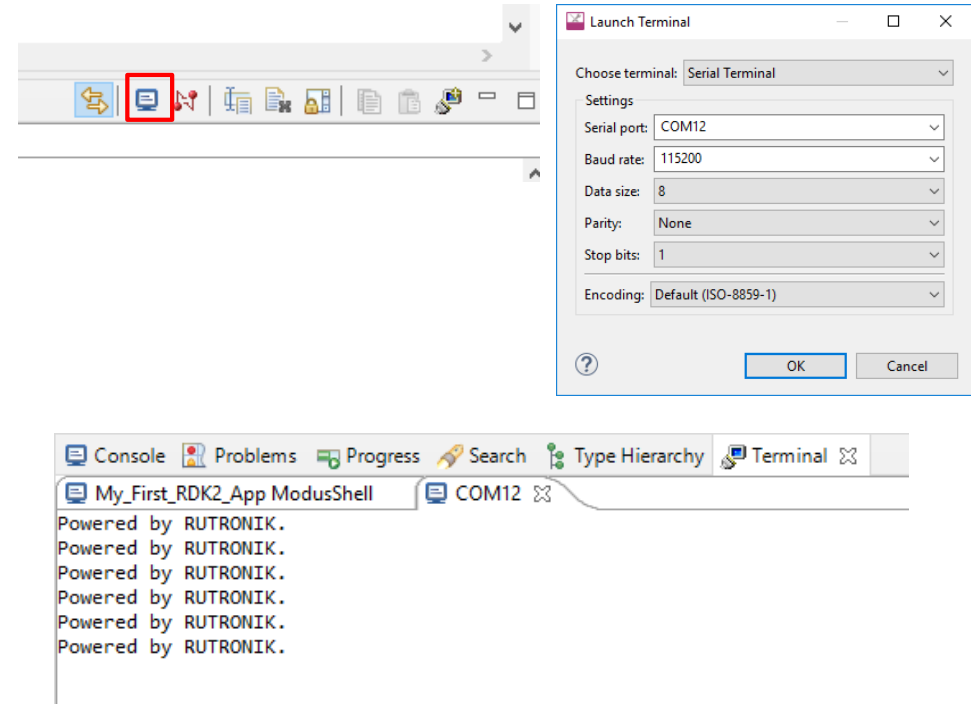 Launch Terminal
Choose terminal: Serial Terminal
Settings
Serial port: COM12
Baud rate: 115200
Data size: 8
Parity: None
Stop bits: 1
Encoding: Default (ISO-8859-1)
OK Cancel
Console Problems Progress Search Type Hierarchy Terminal
My_First_RDK2_App ModusShell COM12
Powered by RUTRONIK.
Powered by RUTRONIK.
Powered by RUTRONIK.
Powered by RUTRONIK.
Powered by RUTRONIK.
Powered by RUTRONIK.